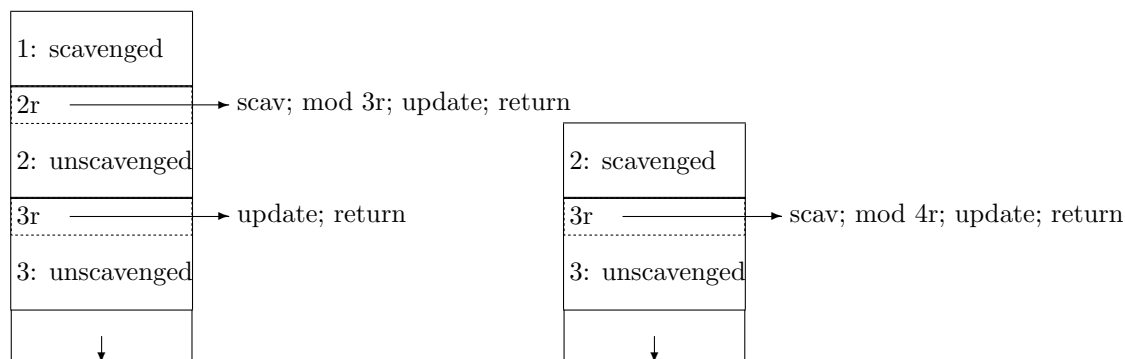 1: scavenged
2r scav; mod 3r; update; return
2: unscavenged
3r update; return
3: unscavenged
2: scavenged
3r scav; mod 4r; update; return
3: unscavenged